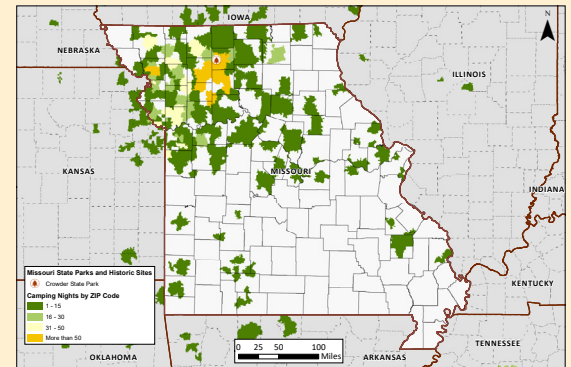 IOWA
N
NEBRASKA
ILLINOIS
KANSAS
MISSOURI
INDIANA
Missouri State Parks and Historic Sites
Crowder State Park
Camping Nights by ZIP Code
1 - 15
16 - 30
31 - 50
More than 50
KENTUCKY
TENNESSEE
0 25 50 100
Miles
OKLAHOMA
ARKANSAS